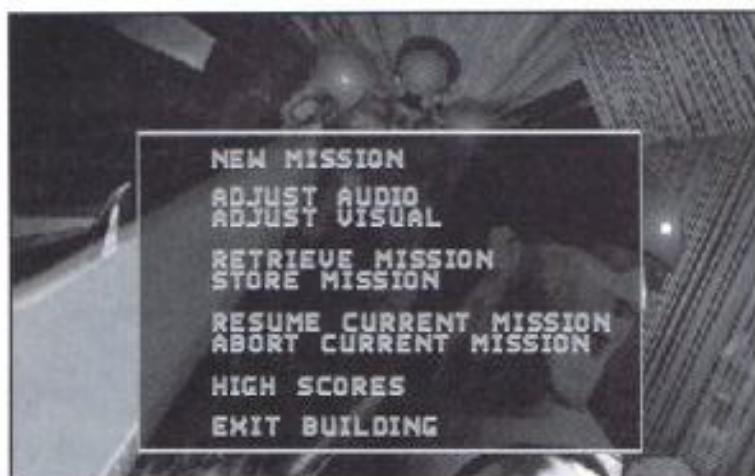 NEW MISSION
ADJUST AUDIO
ADJUST VISUAL
RETRIEVE MISSION
STORE MISSION
RESUME CURRENT MISSION
ABORT CURRENT MISSION
HIGH SCORES
EXIT BUILDING